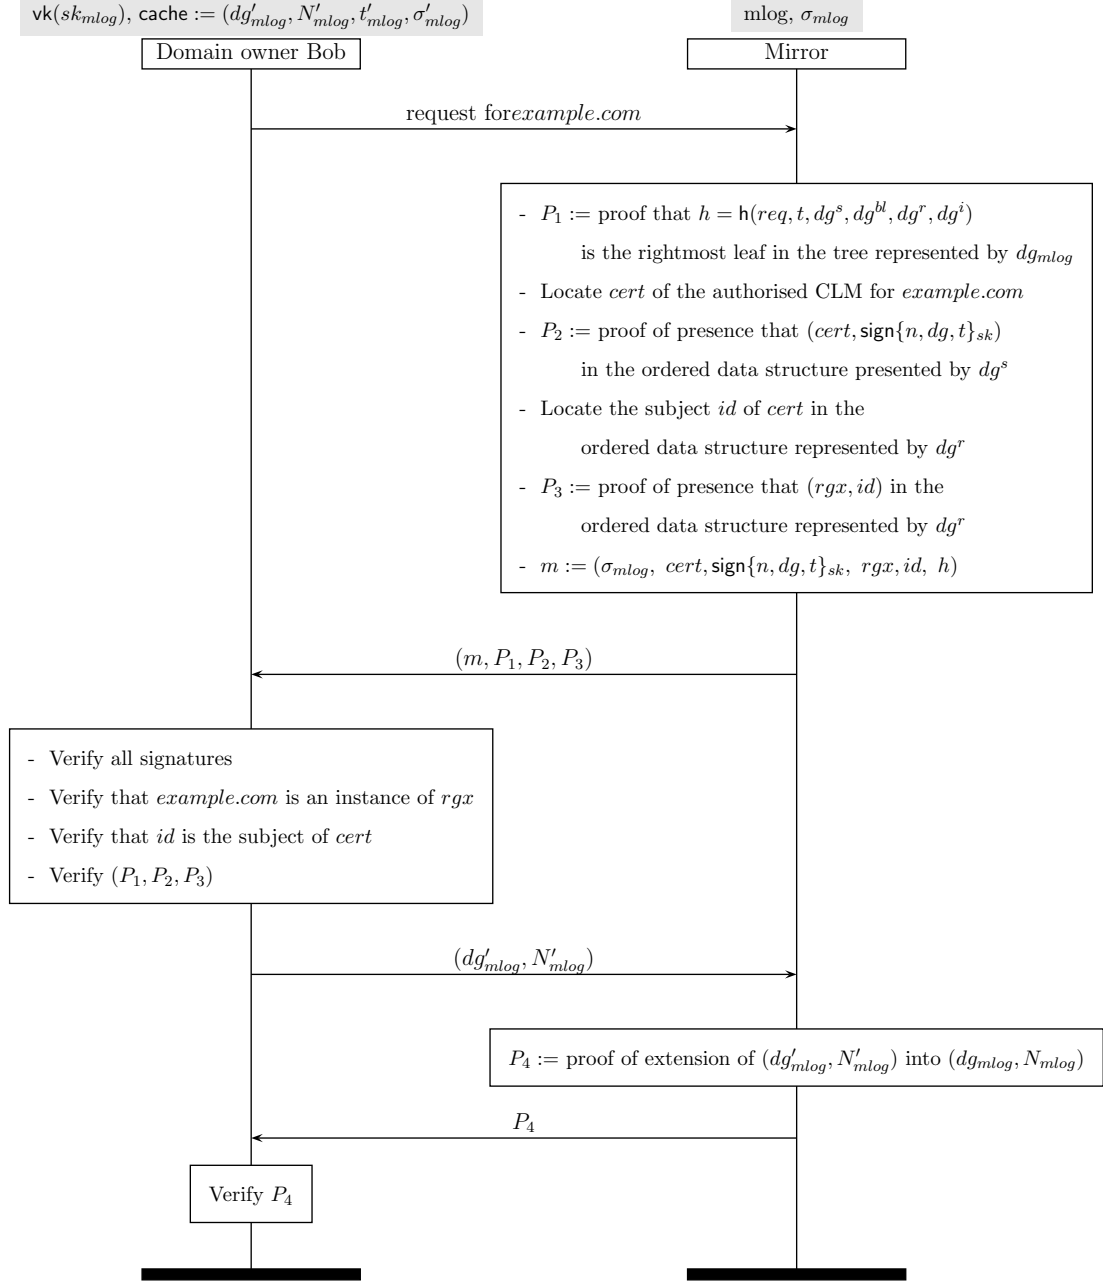 vk(sk_mlog), cache := (dg'_mlog, N'_mlog, t'_mlog, σ'_mlog)
mlog, σ_mlog
Domain owner Bob
Mirror
request forexample.com
- P_1 := proof that h = h(req, t, dg^s, dg^bl, dg^r, dg^i)
is the rightmost leaf in the tree represented by dg_mlog
- Locate cert of the authorised CLM for example.com
- P_2 := proof of presence that (cert, sign{n, dg, t}_sk)
in the ordered data structure presented by dg^s
- Locate the subject id of cert in the
ordered data structure represented by dg^r
- P_3 := proof of presence that (rgx, id) in the
ordered data structure represented by dg^r
- m := (σ_mlog, cert, sign{n, dg, t}_sk, rgx, id, h)
(m, P_1, P_2, P_3)
- Verify all signatures
- Verify that example.com is an instance of rgx
- Verify that id is the subject of cert
- Verify (P_1, P_2, P_3)
(dg'_mlog, N'_mlog)
P_4 := proof of extension of (dg'_mlog, N'_mlog) into (dg_mlog, N_mlog)
P_4
Verify P_4